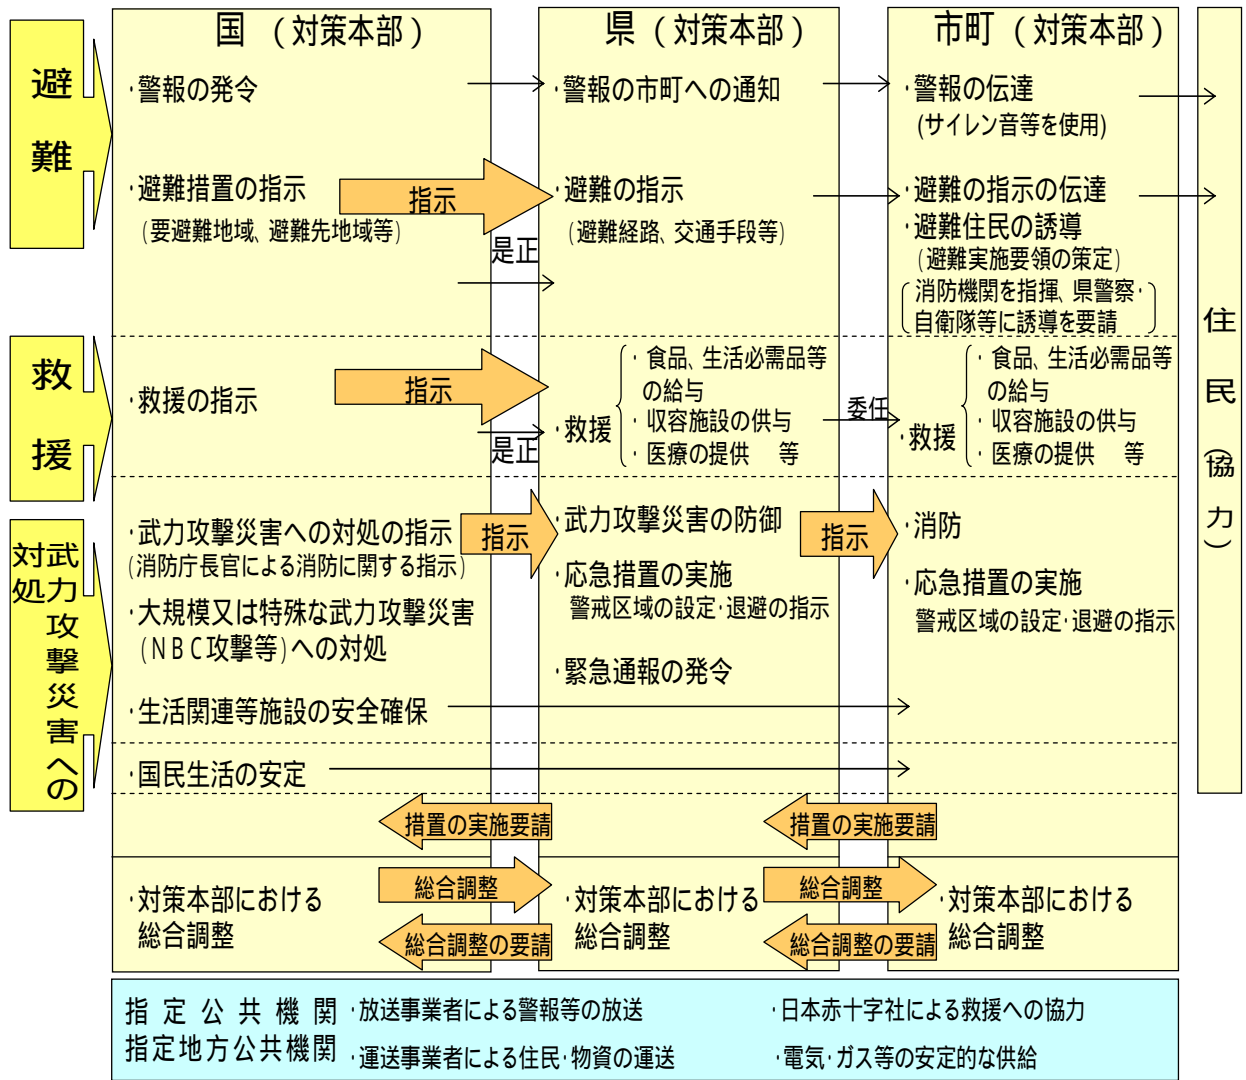 国 (対策本部)
県 (対策本部)
市町 (対策本部)
避難
・警報の発令
・警報の市町への通知
・警報の伝達
(サイレン音等を使用)
・避難措置の指示
(要避難地域、避難先地域等)
指示
是正
・避難の指示
(避難経路、交通手段等)
・避難の指示の伝達
・避難住民の誘導
(避難実施要領の策定)
消防機関を指揮、県警察・
自衛隊等に誘導を要請
住民(協力)
救援
・救援の指示
指示
是正
・救援
・食品、生活必需品等
の給与
・収容施設の供与
・医療の提供 等
委任
・救援
・食品、生活必需品等
の給与
・収容施設の供与
・医療の提供 等
武力攻撃災害への
対処
・武力攻撃災害への対処の指示
(消防庁長官による消防に関する指示)
・大規模又は特殊な武力攻撃災害
(NBC攻撃等)への対処
・生活関連等施設の安全確保
指示
・武力攻撃災害の防御
・応急措置の実施
警戒区域の設定・退避の指示
・緊急通報の発令
指示
・消防
・応急措置の実施
警戒区域の設定・退避の指示
・国民生活の安定
措置の実施要請
措置の実施要請
・対策本部における
総合調整
総合調整
総合調整の要請
・対策本部における
総合調整
総合調整
総合調整の要請
・対策本部における
総合調整
指定公共機関
指定地方公共機関
・放送事業者による警報等の放送
・日本赤十字社による救援への協力
・運送事業者による住民・物資の運送
・電気・ガス等の安定的な供給